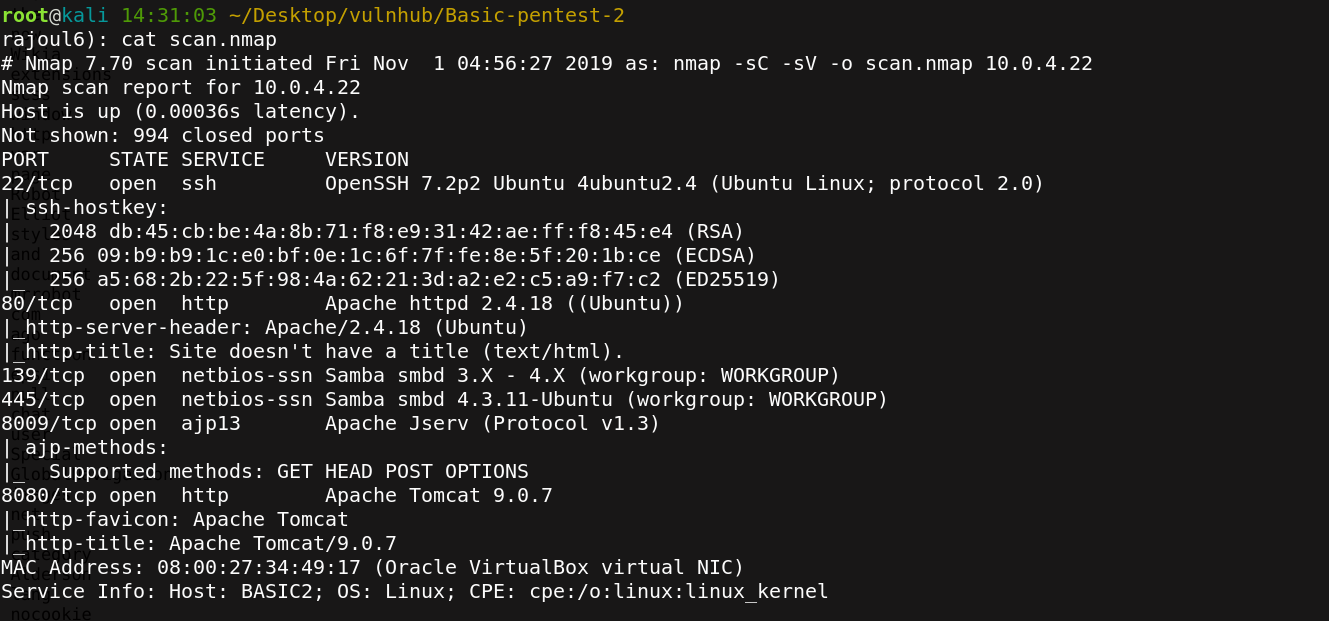 root@kali 14:31:03 ~/Desktop/vulnhub/Basic-pentest-2
rajoul6): cat scan.nmap
# Nmap 7.70 scan initiated Fri Nov  1 04:56:27 2019 as: nmap -sC -sV -o scan.nmap 10.0.4.22
Nmap scan report for 10.0.4.22
Host is up (0.00036s latency).
Not shown: 994 closed ports
PORT     STATE SERVICE     VERSION
22/tcp   open  ssh         OpenSSH 7.2p2 Ubuntu 4ubuntu2.4 (Ubuntu Linux; protocol 2.0)
| ssh-hostkey:
|   2048 db:45:cb:be:4a:8b:71:f8:e9:31:42:ae:ff:f8:45:e4 (RSA)
|   256 09:b9:b9:1c:e0:bf:0e:1c:6f:7f:fe:8e:5f:20:1b:ce (ECDSA)
|_  256 a5:68:2b:22:5f:98:4a:62:21:3d:a2:e2:c5:a9:f7:c2 (ED25519)
80/tcp   open  http        Apache httpd 2.4.18 ((Ubuntu))
|_http-server-header: Apache/2.4.18 (Ubuntu)
|_http-title: Site doesn't have a title (text/html).
139/tcp  open  netbios-ssn Samba smbd 3.X - 4.X (workgroup: WORKGROUP)
445/tcp  open  netbios-ssn Samba smbd 4.3.11-Ubuntu (workgroup: WORKGROUP)
8009/tcp open  ajp13       Apache Jserv (Protocol v1.3)
| ajp-methods:
|_  Supported methods: GET HEAD POST OPTIONS
8080/tcp open  http        Apache Tomcat 9.0.7
|_http-favicon: Apache Tomcat
|_http-title: Apache Tomcat/9.0.7
MAC Address: 08:00:27:34:49:17 (Oracle VirtualBox virtual NIC)
Service Info: Host: BASIC2; OS: Linux; CPE: cpe:/o:linux:linux_kernel
extensions
nocookie